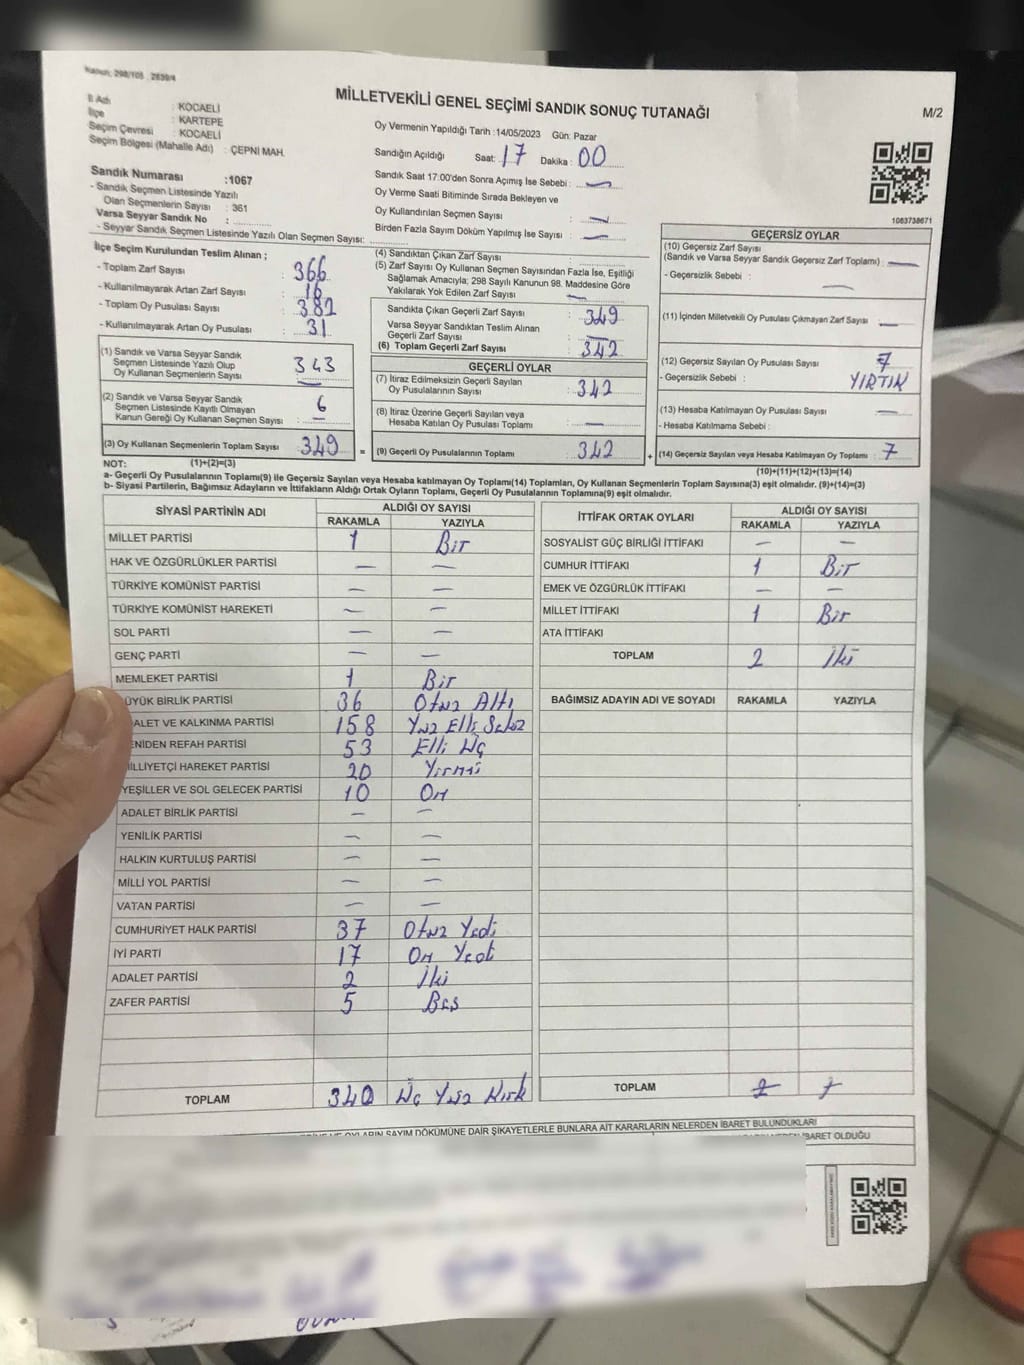 Kanun: 298/105 2839/4
MİLLETVEKİLİ GENEL SEÇİMİ SANDIK SONUÇ TUTANAĞI
M/2
İl Adı : KOCAELİ
İlçe : KARTEPE
Seçim Çevresi : KOCAELİ
Seçim Bölgesi (Mahalle Adı) : ÇEPNİ MAH.
Sandık Numarası :1067
- Sandık Seçmen Listesinde Yazılı
Olan Seçmenlerin Sayısı : 361
Varsa Seyyar Sandık No :
- Seyyar Sandık Seçmen Listesinde Yazılı Olan Seçmen Sayısı:
Oy Vermenin Yapıldığı Tarih :14/05/2023 Gün: Pazar
Sandığın Açıldığı Saat: 17 Dakika : 00
Sandık Saat 17:00'den Sonra Açımış İse Sebebi : —
Oy Verme Saati Bitiminde Sırada Bekleyen ve
Oy Kullandırılan Seçmen Sayısı : —
Birden Fazla Sayım Döküm Yapılmış İse Sayısı : —
1083738671
İlçe Seçim Kurulundan Teslim Alınan ;
- Toplam Zarf Sayısı : 366
- Kullanılmayarak Artan Zarf Sayısı : 16
- Toplam Oy Pusulası Sayısı : 382
- Kullanılmayarak Artan Oy Pusulası : 31
(1) Sandık ve Varsa Seyyar Sandık
Seçmen Listesinde Yazılı Olup
Oy Kullanan Seçmenlerin Sayısı : 343
(2) Sandık ve Varsa Seyyar Sandık
Seçmen Listesinde Kayıtlı Olmayan
Kanun Gereği Oy Kullanan Seçmen Sayısı : 6
(3) Oy Kullanan Seçmenlerin Toplam Sayısı : 349 =
(4) Sandıktan Çıkan Zarf Sayısı :
(5) Zarf Sayısı Oy Kullanan Seçmen Sayısından Fazla İse, Eşitliği
Sağlamak Amacıyla; 298 Sayılı Kanunun 98. Maddesine Göre
Yakılarak Yok Edilen Zarf Sayısı : —
Sandıkta Çıkan Geçerli Zarf Sayısı : 349
Varsa Seyyar Sandıktan Teslim Alınan
Geçerli Zarf Sayısı : —
(6) Toplam Geçerli Zarf Sayısı : 342
GEÇERLİ OYLAR
(7) İtiraz Edilmeksizin Geçerli Sayılan
Oy Pusulalarının Sayısı : 342
(8) İtiraz Üzerine Geçerli Sayılan veya
Hesaba Katılan Oy Pusulası Toplamı : —
(9) Geçerli Oy Pusulalarının Toplamı : 342 +
GEÇERSİZ OYLAR
(10) Geçersiz Zarf Sayısı
(Sandık ve Varsa Seyyar Sandık Geçersiz Zarf Toplamı) : —
- Geçersizlik Sebebi : —
(11) İçinden Milletvekili Oy Pusulası Çıkmayan Zarf Sayısı : —
(12) Geçersiz Sayılan Oy Pusulası Sayısı : 7
- Geçersizlik Sebebi : YIRTIK
(13) Hesaba Katılmayan Oy Pusulası Sayısı : —
- Hesaba Katılmama Sebebi :
(14) Geçersiz Sayılan veya Hesaba Katılmayan Oy Toplamı : 7
NOT: (1)+(2)=(3)
(10)+(11)+(12)+(13)=(14)
a- Geçerli Oy Pusulalarının Toplamı(9) ile Geçersiz Sayılan veya Hesaba katılmayan Oy Toplamı(14) Toplamları, Oy Kullanan Seçmenlerin Toplam Sayısına(3) eşit olmalıdır. (9)+(14)=(3)
b- Siyasi Partilerin, Bağımsız Adayların ve İttifakların Aldığı Ortak Oyların Toplamı, Geçerli Oy Pusulalarının Toplamına(9) eşit olmalıdır.
SİYASİ PARTİNİN ADI ALDIĞI OY SAYISI
RAKAMLA YAZIYLA
MİLLET PARTİSİ 1 Bir
HAK VE ÖZGÜRLÜKLER PARTİSİ — —
TÜRKİYE KOMÜNİST PARTİSİ — —
TÜRKİYE KOMÜNİST HAREKETİ — —
SOL PARTİ — —
GENÇ PARTİ — —
MEMLEKET PARTİSİ 1 Bir
ÜYÜK BİRLİK PARTİSİ 36 Otuz Altı
ALET VE KALKINMA PARTİSİ 158 Yüz Elli Sekiz
ENİDEN REFAH PARTİSİ 53 Elli Üç
İLLİYETÇİ HAREKET PARTİSİ 20 Yirmi
YEŞİLLER VE SOL GELECEK PARTİSİ 10 On
ADALET BİRLİK PARTİSİ — —
YENİLİK PARTİSİ — —
HALKIN KURTULUŞ PARTİSİ — —
MİLLİ YOL PARTİSİ — —
VATAN PARTİSİ — —
CUMHURİYET HALK PARTİSİ 37 Otuz Yedi
İYİ PARTİ 17 On Yedi
ADALET PARTİSİ 2 İki
ZAFER PARTİSİ 5 Beş
TOPLAM 340 Üç Yüz Kırk
İTTİFAK ORTAK OYLARI ALDIĞI OY SAYISI
RAKAMLA YAZIYLA
SOSYALİST GÜÇ BİRLİĞİ İTTİFAKI — —
CUMHUR İTTİFAKI 1 Bir
EMEK VE ÖZGÜRLÜK İTTİFAKI — —
MİLLET İTTİFAKI 1 Bir
ATA İTTİFAKI
TOPLAM 2 İki
BAĞIMSIZ ADAYIN ADI VE SOYADI RAKAMLA YAZIYLA
TOPLAM
OYLARIN SAYIM DÖKÜMÜNE DAİR ŞİKAYETLERLE BUNLARA AİT KARARLARIN NELERDEN İBARET BULUNDUKLARI
İBARET OLDUĞU